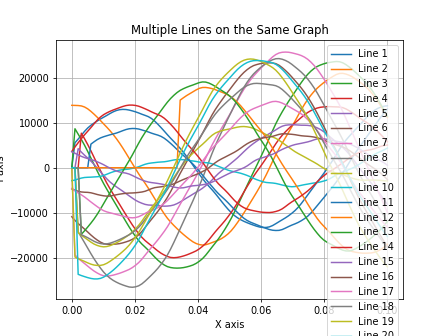 Multiple Lines on the Same Graph
20000
10000
0
−10000
−20000
0.00
0.02
0.04
0.06
X axis
Line 1
Line 2
Line 3
Line 4
Line 5
Line 6
Line 7
Line 8
Line 9
Line 10
Line 11
Line 12
Line 13
Line 14
Line 15
Line 16
Line 17
Line 18
Line 19
Line 20